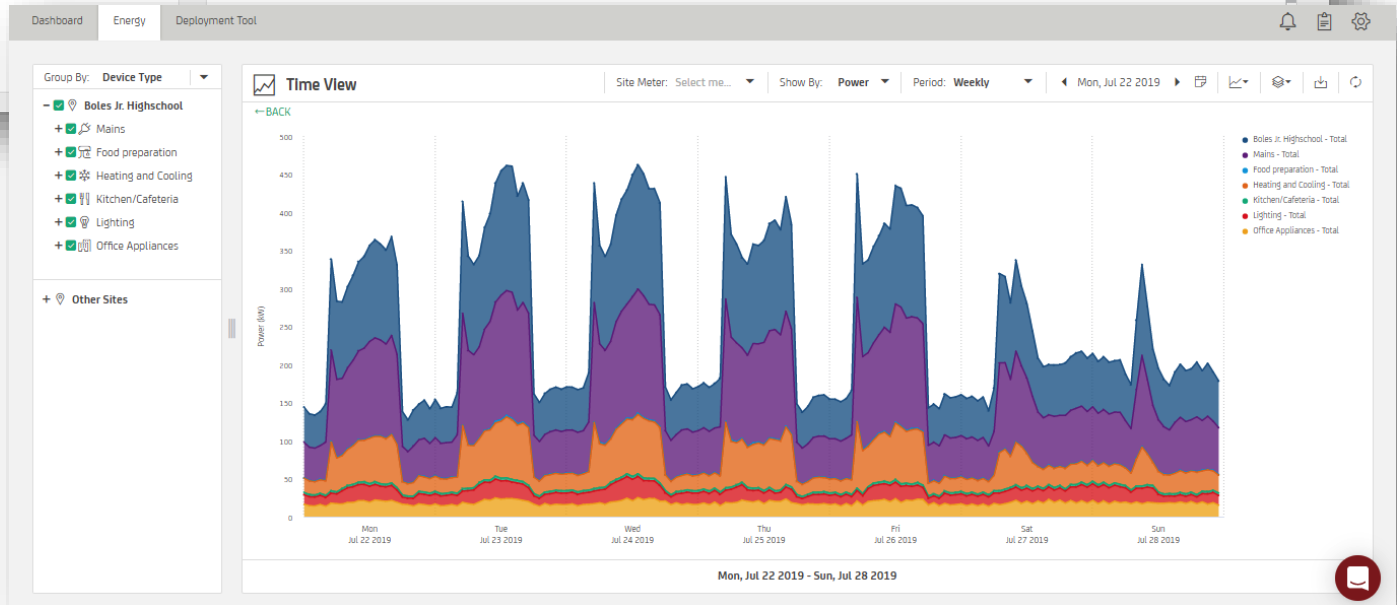 Dashboard Energy Deployment Tool
Group By: Device Type
Boles Jr. Highschool
Mains
Food preparation
Heating and Cooling
Kitchen/Cafeteria
Lighting
Office Appliances
Other Sites
TIme View Site Meter: Select me... Show By: Power Period: Weekly Mon, Jul 22 2019
←BACK
500
450
400
350
300
250
200
150
100
50
0
Power (kW)
Mon Tue Wed Thu Fri Sat Sun
Jul 22 2019 Jul 23 2019 Jul 24 2019 Jul 25 2019 Jul 26 2019 Jul 27 2019 Jul 28 2019
Boles Jr. Highschool - Total
Mains - Total
Food preparation - Total
Heating and Cooling - Total
Kitchen/Cafeteria - Total
Lighting - Total
Office Appliances - Total
Mon, Jul 22 2019 - Sun, Jul 28 2019